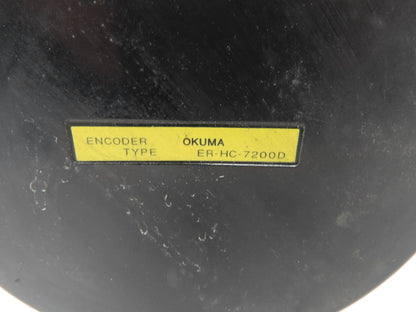 ENCODER OKUMA
TYPE ER-HC-7200D